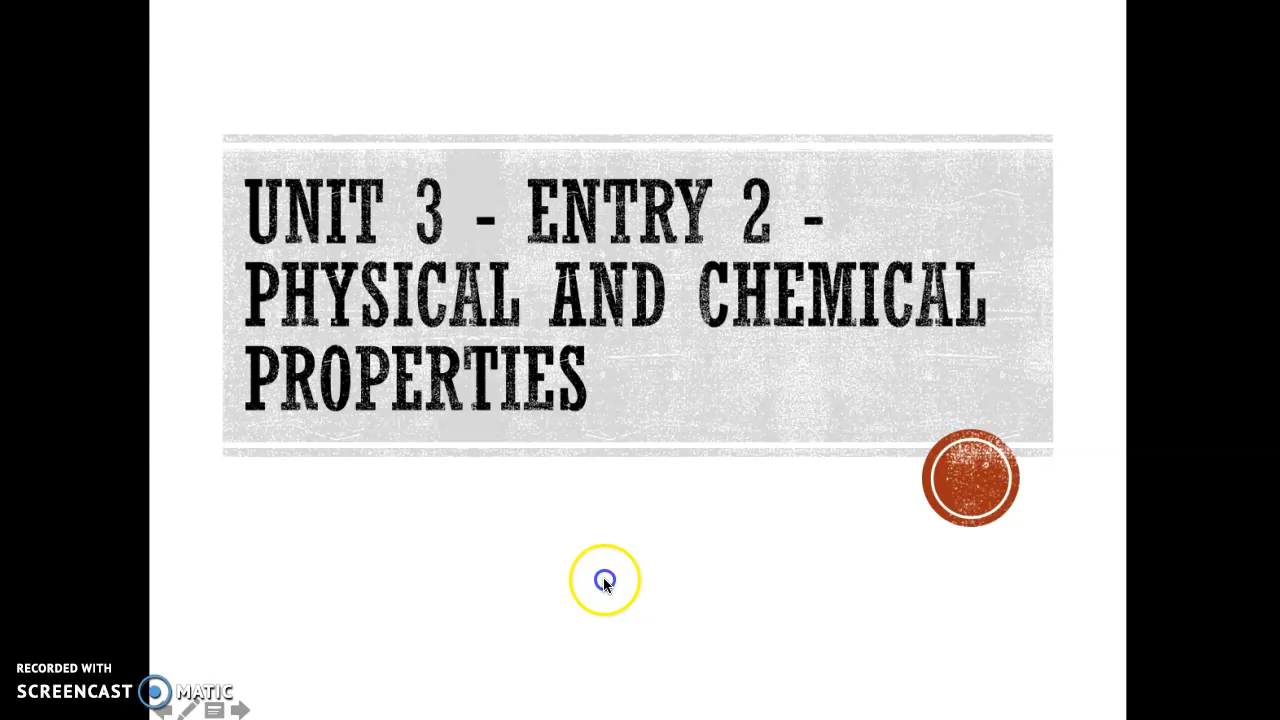 UNIT 3 - ENTRY 2 -
PHYSICAL AND CHEMICAL
PROPERTIES
RECORDED WITH
SCREENCAST MATIC